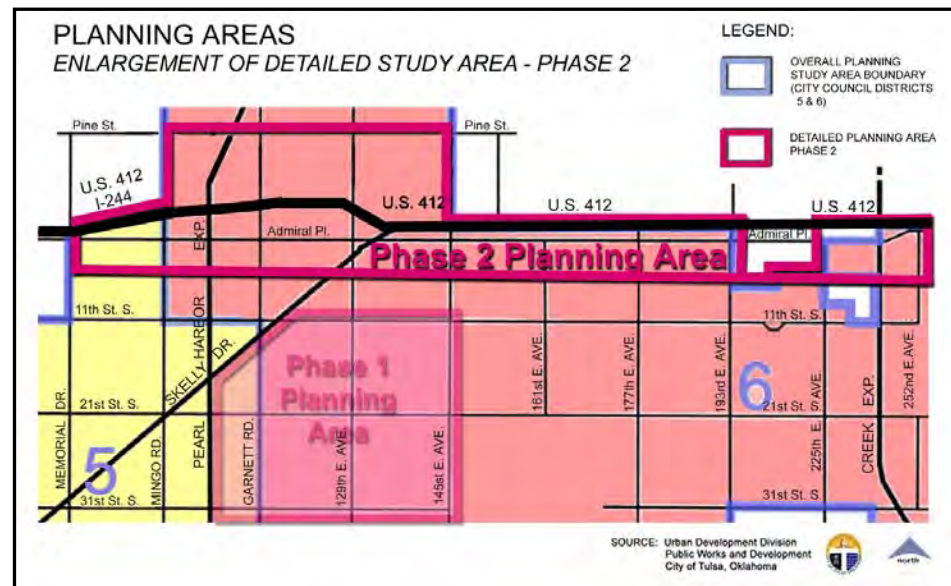 PLANNING AREAS
ENLARGEMENT OF DETAILED STUDY AREA - PHASE 2
LEGEND:
OVERALL PLANNING
STUDY AREA BOUNDARY
(CITY COUNCIL DISTRICTS
5 & 6)
DETAILED PLANNING AREA
PHASE 2
Pine St.
Pine St.
U.S. 412
I-244
U.S. 412
U.S. 412
U.S. 412
Admiral Pl.
Admiral Pl.
Phase 2 Planning Area
11th St. S.
11th St. S.
Phase 1
Planning
Area
21st St. S.
21st St. S.
31st St. S.
31st St. S.
5
6
MEMORIAL DR.
MINGO RD.
PEARL
SKELLY-HARBOR
EXP.
DR.
GARNETT RD.
129th E. AVE.
145st E. AVE.
161st E. AVE.
177th E. AVE.
193rd E. AVE.
225th E. AVE
CREEK EXP.
252nd E.AVE.
SOURCE: Urban Development Division
Public Works and Development
City of Tulsa, Oklahoma
north